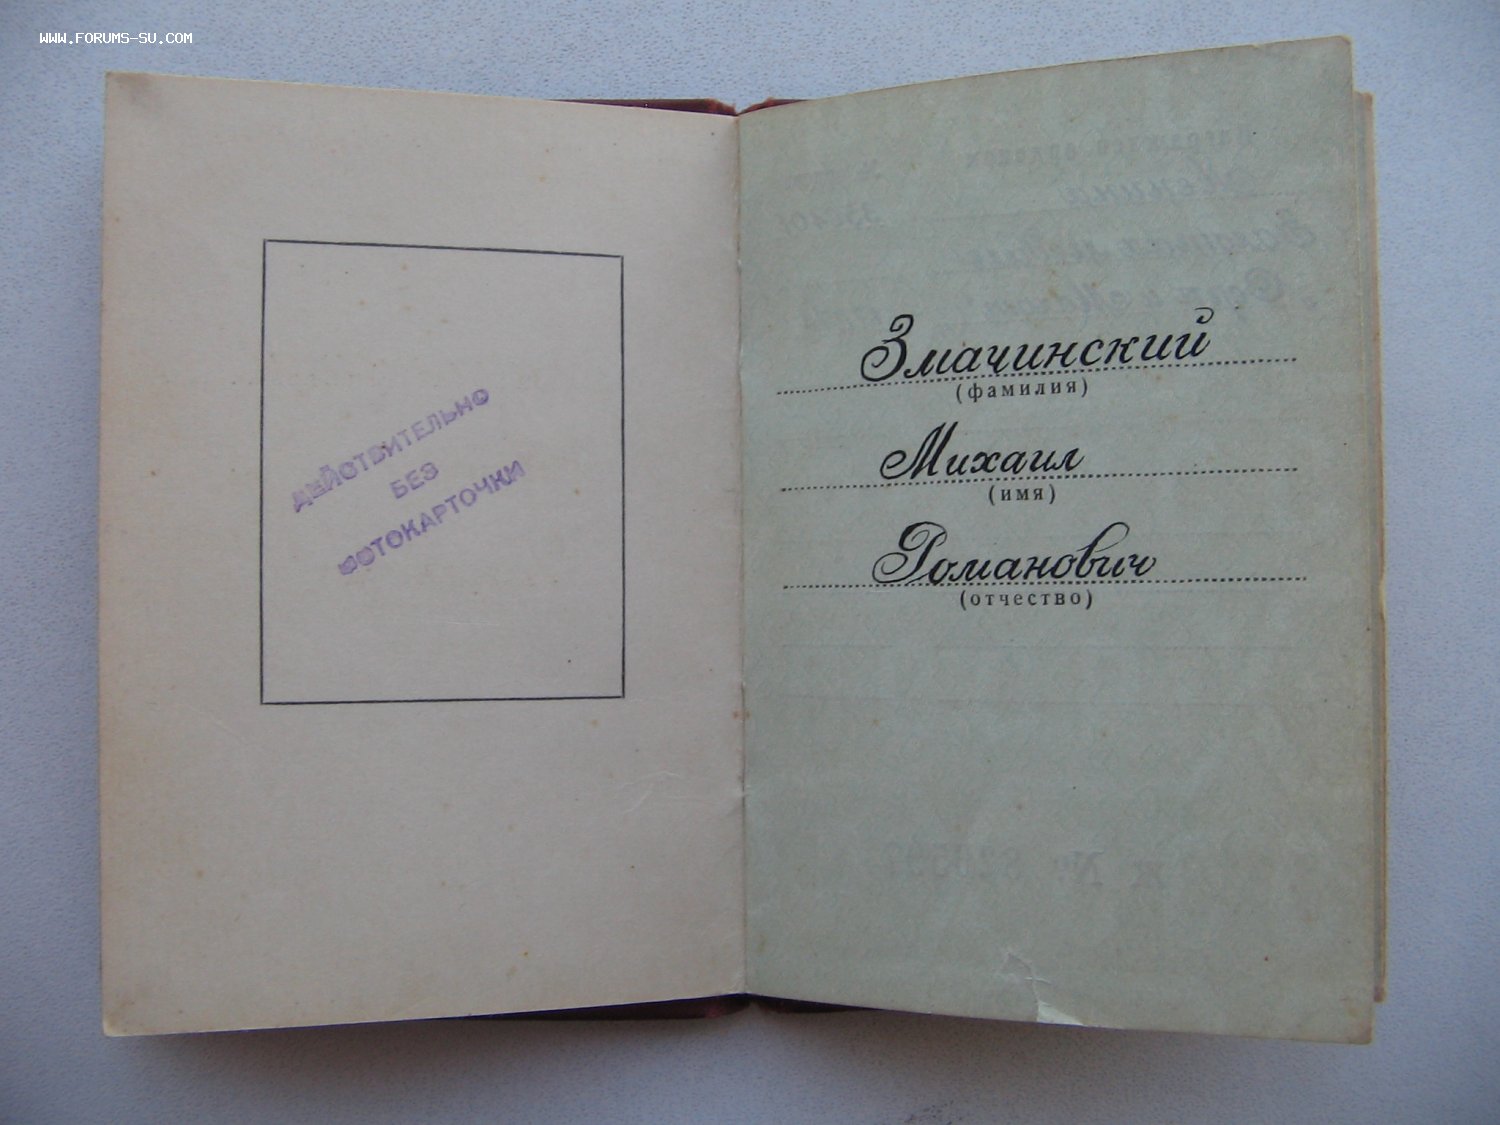 WWW.FORUMS-SU.COM
ДЕЙСТВИТЕЛЬНО
БЕЗ
ФОТОКАРТОЧКИ
Змачинский
(фамилия)
Михаил
(имя)
Романович
(отчество)